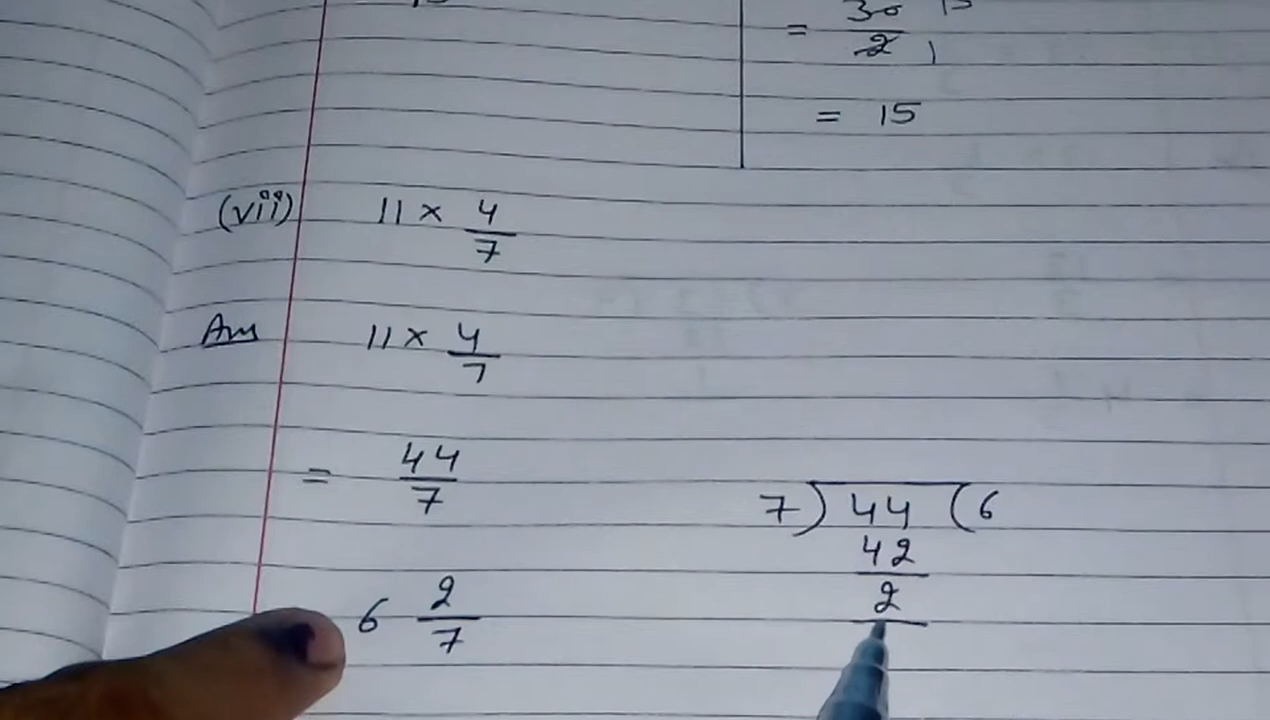 = 30/2 1
= 15
(vii) 11 × 4/7
Ans 11 × 4/7
= 44/7
7) 44 (6
42
2
6 2/7